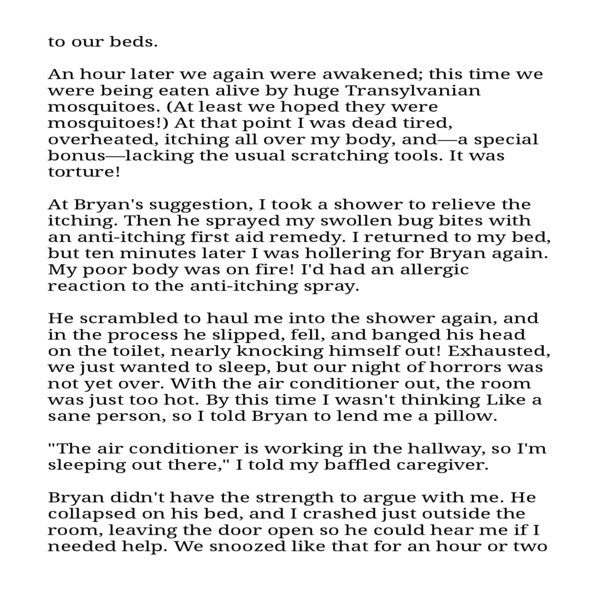 to our beds.
An hour later we again were awakened; this time we
were being eaten alive by huge Transylvanian
mosquitoes. (At least we hoped they were
mosquitoes!) At that point I was dead tired,
overheated, itching all over my body, and—a special
bonus—lacking the usual scratching tools. It was
torture!
At Bryan's suggestion, I took a shower to relieve the
itching. Then he sprayed my swollen bug bites with
an anti-itching first aid remedy. I returned to my bed,
but ten minutes later I was hollering for Bryan again.
My poor body was on fire! I'd had an allergic
reaction to the anti-itching spray.
He scrambled to haul me into the shower again, and
in the process he slipped, fell, and banged his head
on the toilet, nearly knocking himself out! Exhausted,
we just wanted to sleep, but our night of horrors was
not yet over. With the air conditioner out, the room
was just too hot. By this time I wasn't thinking Like a
sane person, so I told Bryan to lend me a pillow.
"The air conditioner is working in the hallway, so I'm
sleeping out there," I told my baffled caregiver.
Bryan didn't have the strength to argue with me. He
collapsed on his bed, and I crashed just outside the
room, leaving the door open so he could hear me if I
needed help. We snoozed like that for an hour or two